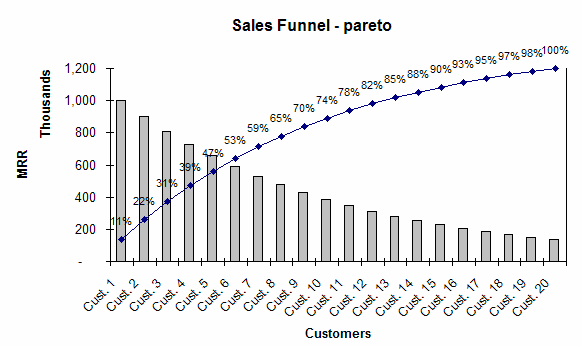 Sales Funnel - pareto
MRR
Thousands
1,200
1,000
800
600
400
200
-
11%
22%
31%
39%
47%
53%
59%
65%
70%
74%
78%
82%
85%
88%
90%
93%
95%
97%
98%
100%
Cust. 1
Cust. 2
Cust. 3
Cust. 4
Cust. 5
Cust. 6
Cust. 7
Cust. 8
Cust. 9
Cust. 10
Cust. 11
Cust. 12
Cust. 13
Cust. 14
Cust. 15
Cust. 16
Cust. 17
Cust. 18
Cust. 19
Cust. 20
Customers